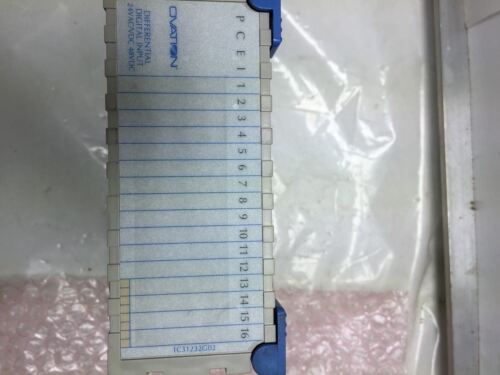 OVATION
DIFFERENTIAL
DIGITAL INPUT
24VAC/VDC 48VDC
P C E I 1 2 3 4 5 6 7 8 9 10 11 12 13 14 15 16
1C31232G02